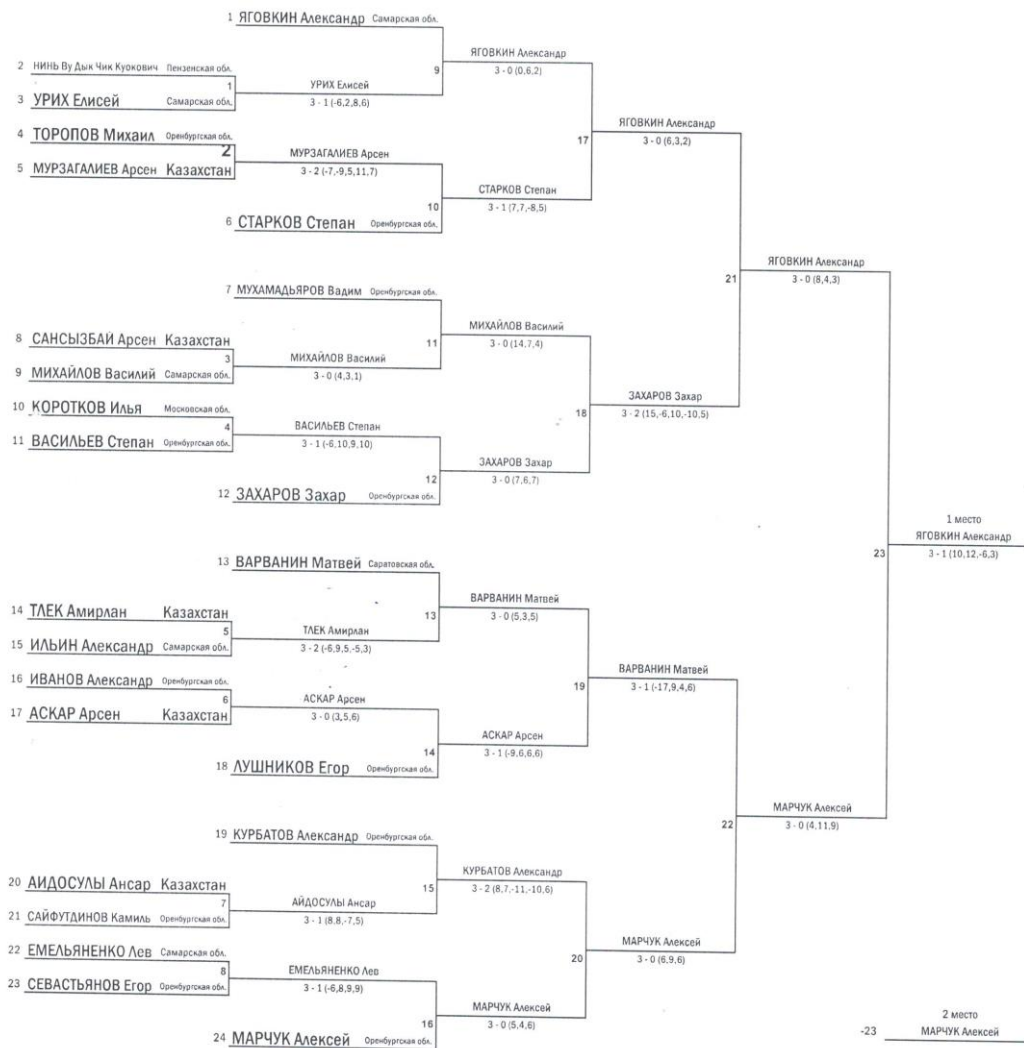 1 ЯГОВКИН Александр Самарская обл.
ЯГОВКИН Александр
9
3 - 0 (0,6,2)
2 НИНЬ Ву Дык Чик Куокович Пензенская обл.
1
УРИХ Елисей
3 - 1 (-6,2,8,6)
3 УРИХ Елисей Самарская обл.
ЯГОВКИН Александр
17
3 - 0 (6,3,2)
4 ТОРОПОВ Михаил Оренбургская обл.
2
МУРЗАГАЛИЕВ Арсен
3 - 2 (-7,-9,5,11,7)
5 МУРЗАГАЛИЕВ Арсен Казахстан
СТАРКОВ Степан
10
3 - 1 (7,7,-8,5)
6 СТАРКОВ Степан Оренбургская обл.
ЯГОВКИН Александр
21
3 - 0 (8,4,3)
7 МУХАМАДЬЯРОВ Вадим Оренбургская обл.
МИХАЙЛОВ Василий
11
3 - 0 (14,7,4)
8 САНСЫЗБАЙ Арсен Казахстан
3
МИХАЙЛОВ Василий
3 - 0 (4,3,1)
9 МИХАЙЛОВ Василий Самарская обл.
ЗАХАРОВ Захар
18
3 - 2 (15,-6,10,-10,5)
10 КОРОТКОВ Илья Московская обл.
4
ВАСИЛЬЕВ Степан
3 - 1 (-6,10,9,10)
11 ВАСИЛЬЕВ Степан Оренбургская обл.
ЗАХАРОВ Захар
12
3 - 0 (7,6,7)
12 ЗАХАРОВ Захар Оренбургская обл.
1 место
ЯГОВКИН Александр
23
3 - 1 (10,12,-6,3)
13 ВАРВАНИН Матвей Саратовская обл.
ВАРВАНИН Матвей
13
3 - 0 (5,3,5)
14 ТЛЕК Амирлан Казахстан
5
ТЛЕК Амирлан
3 - 2 (-6,9,5,-5,3)
15 ИЛЬИН Александр Самарская обл.
ВАРВАНИН Матвей
19
3 - 1 (-17,9,4,6)
16 ИВАНОВ Александр Оренбургская обл.
6
АСКАР Арсен
3 - 0 (3,5,6)
17 АСКАР Арсен Казахстан
АСКАР Арсен
14
3 - 1 (-9,6,6,6)
18 ЛУШНИКОВ Егор Оренбургская обл.
МАРЧУК Алексей
22
3 - 0 (4,11,9)
19 КУРБАТОВ Александр Оренбургская обл.
КУРБАТОВ Александр
15
3 - 2 (8,7,-11,-10,6)
20 АЙДОСУЛЫ Ансар Казахстан
7
АЙДОСУЛЫ Ансар
3 - 1 (8,8,-7,5)
21 САЙФУТДИНОВ Камиль Оренбургская обл.
МАРЧУК Алексей
20
3 - 0 (6,9,6)
22 ЕМЕЛЬЯНЕНКО Лев Самарская обл.
8
ЕМЕЛЬЯНЕНКО Лев
3 - 1 (-6,8,9,9)
23 СЕВАСТЬЯНОВ Егор Оренбургская обл.
МАРЧУК Алексей
16
3 - 0 (5,4,6)
24 МАРЧУК Алексей Оренбургская обл.
2 место
-23 МАРЧУК Алексей